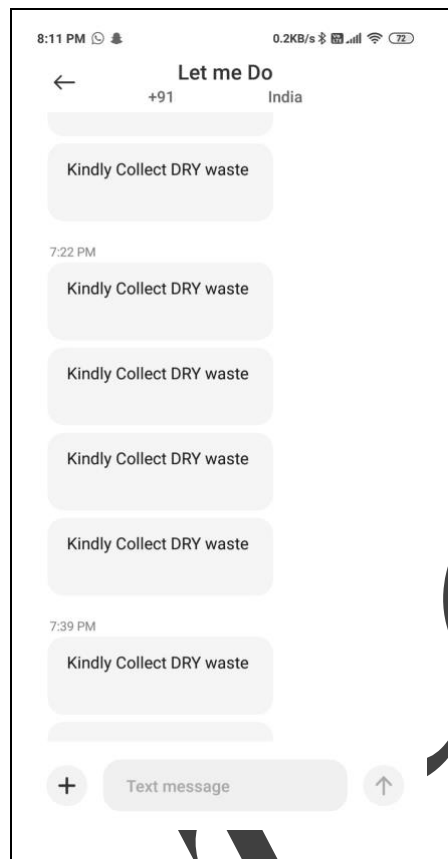 8:11 PM 0.2KB/s 72
Let me Do
+91 India
Kindly Collect DRY waste
7:22 PM
Kindly Collect DRY waste
Kindly Collect DRY waste
Kindly Collect DRY waste
Kindly Collect DRY waste
7:39 PM
Kindly Collect DRY waste
Text message